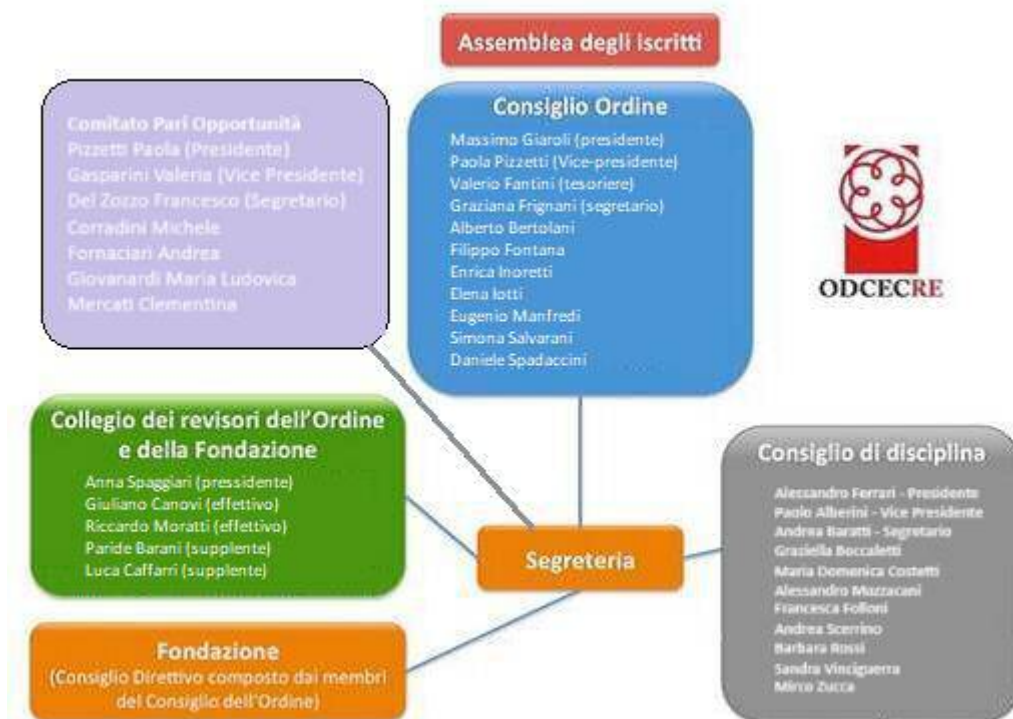 Assemblea degli iscritti
Comitato Pari Opportunità
Pizzetti Paola (Presidente)
Gasparini Valeria (Vice Presidente)
Del Zozzo Francesco (Segretario)
Corradini Michele
Fornaciari Andrea
Giovanardi Maria Ludovica
Mercati Clementina
Consiglio Ordine
Massimo Giaroli (presidente)
Paola Pizzetti (Vice-presidente)
Valerio Fantini (tesoriere)
Graziana Frignani (segretario)
Alberto Bertolani
Filippo Fontana
Enrica Inoretti
Elena Iotti
Eugenio Manfredi
Simona Salvarani
Daniele Spadaccini
ODCECRE
Collegio dei revisori dell'Ordine
e della Fondazione
Anna Spaggiari (pressidente)
Giuliano Canovi (effettivo)
Riccardo Moratti (effettivo)
Paride Barani (supplente)
Luca Caffarri (supplente)
Segreteria
Consiglio di disciplina
Alessandro Ferrari - Presidente
Paolo Alberini - Vice Presidente
Andrea Baratti - Segretario
Graziella Boccaletti
Maria Domenica Costetti
Alessandro Mazzacani
Francesca Folloni
Andrea Scerrino
Barbara Rossi
Sandra Vinciguerra
Mirco Zucca
Fondazione
(Consiglio Direttivo composto dai membri
del Consiglio dell'Ordine)